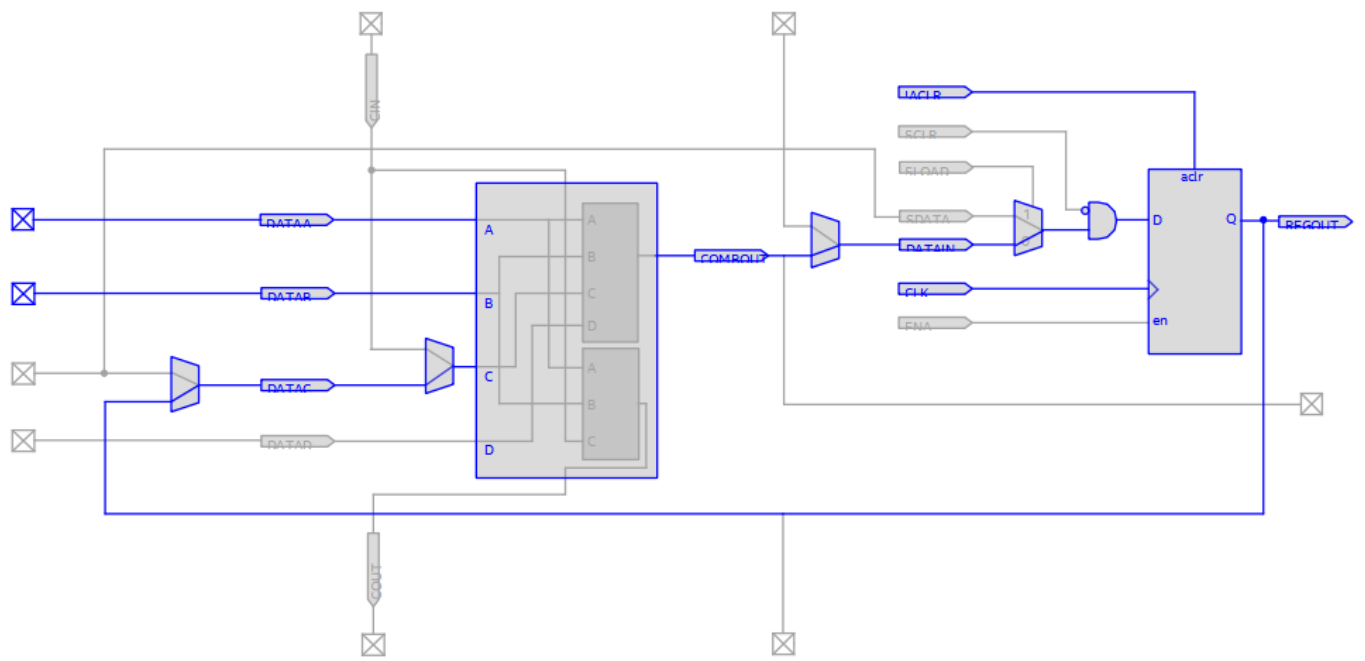 CIN
!ACLR
SCLR
SLOAD
SDATA
DATAIN
CLK
ENA
aclr
D
Q
en
REGOUT
1
0
DATAA
DATAB
DATAC
DATAD
A
B
C
D
A
B
C
D
A
B
C
COMBOUT
COUT